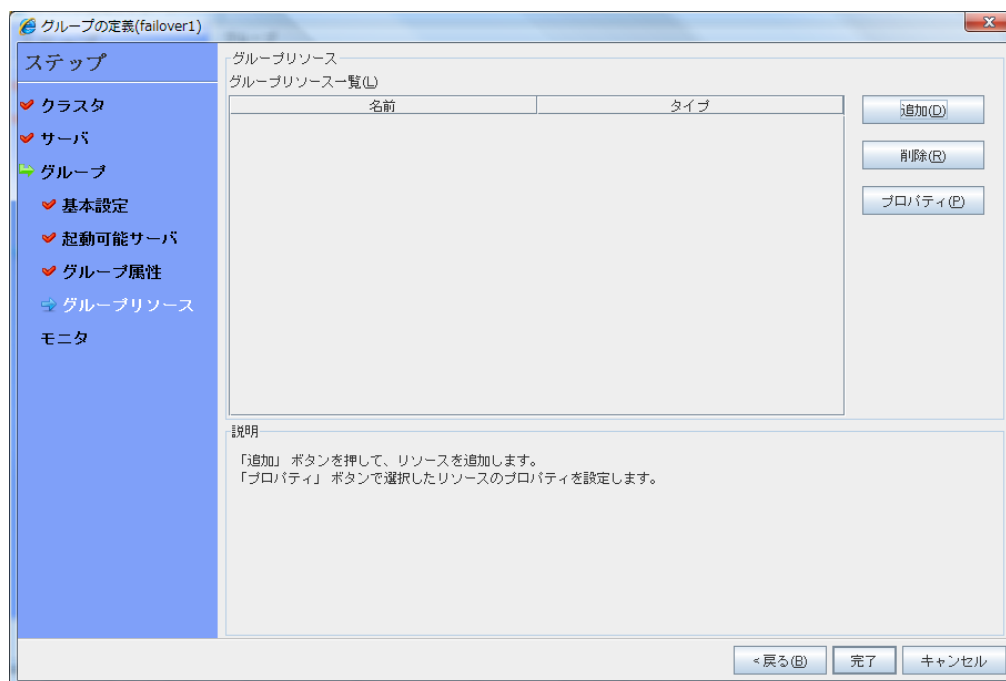 グループの定義(failover1)
ステップ
クラスタ
サーバ
グループ
基本設定
起動可能サーバ
グループ属性
グループリソース
モニタ
グループリソース
グループリソース一覧(L)
名前 タイプ
追加(D)
削除(R)
プロパティ(P)
説明
「追加」 ボタンを押して、リソースを追加します。
「プロパティ」 ボタンで選択したリソースのプロパティを設定します。
<戻る(B) 完了 キャンセル